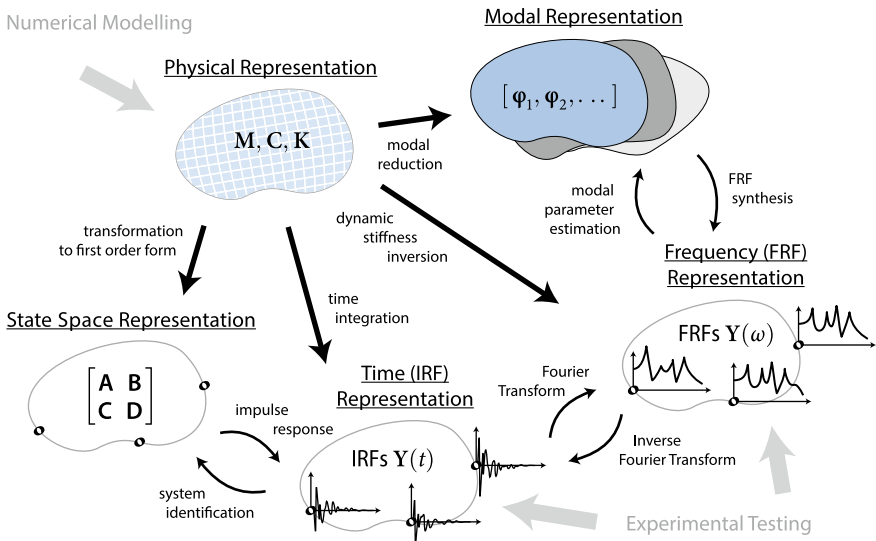 Numerical Modelling
Physical Representation
M, C, K
Modal Representation
[ φ₁, φ₂, . . . ]
modal
reduction
dynamic
stiffness
inversion
modal
parameter
estimation
FRF
synthesis
transformation
to first order form
time
integration
State Space Representation
A B
C D
impulse
response
system
identification
Time (IRF)
Representation
IRFs Y(t)
Fourier
Transform
Inverse
Fourier Transform
Frequency (FRF)
Representation
FRFs Y(ω)
Experimental Testing